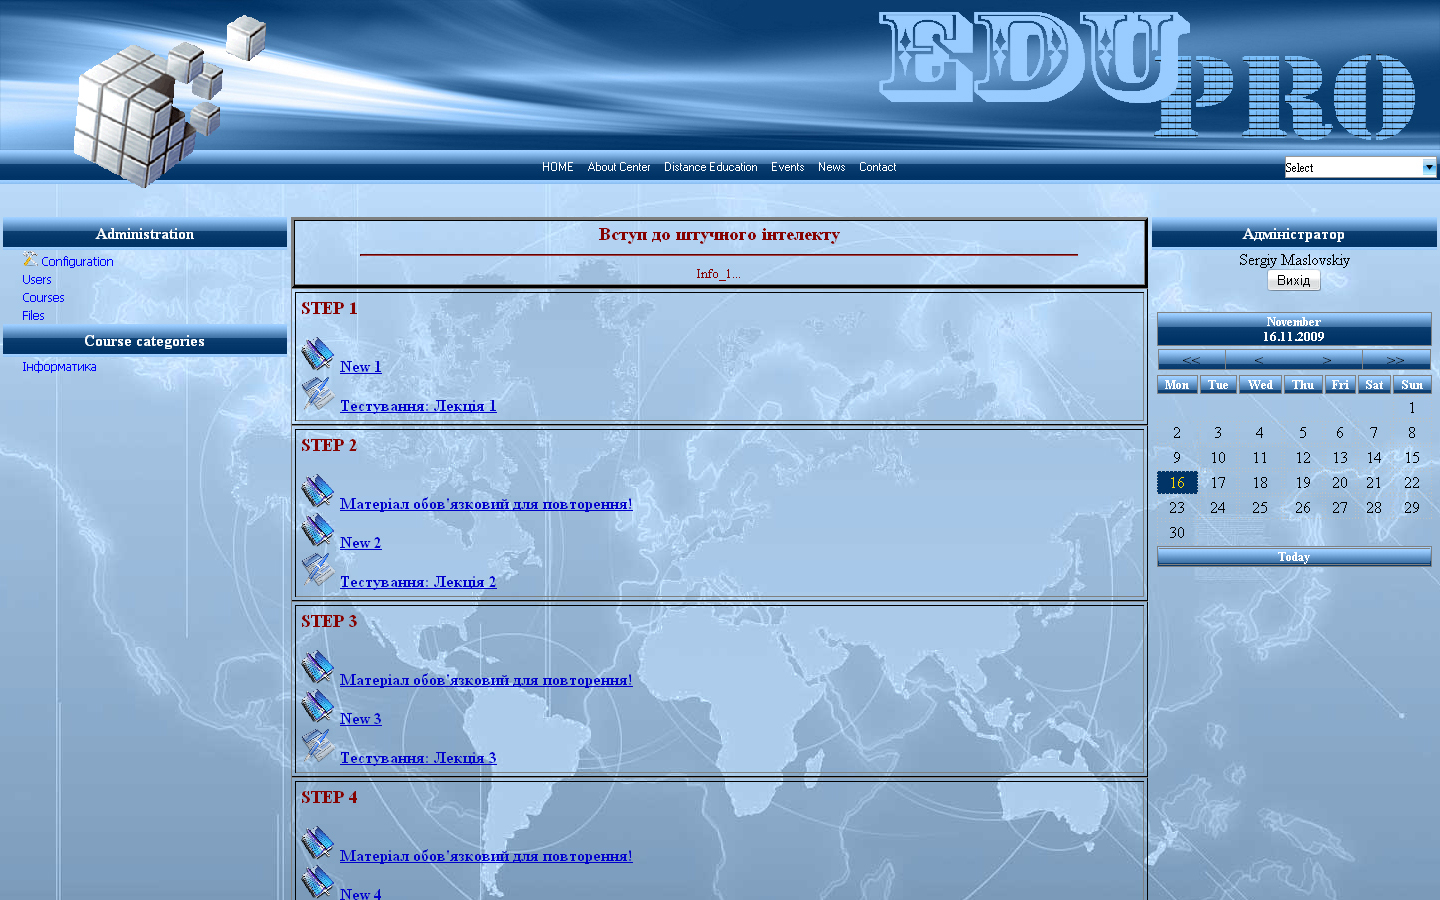 EDU
PRO
HOME About Center Distance Education Events News Contact
Select
Administration
Configuration
Users
Courses
Files
Course categories
Інформатика
Вступ до штучного інтелекту
Info_1...
STEP 1
New 1
Тестування: Лекція 1
STEP 2
Матеріал обов'язковий для повторення!
New 2
Тестування: Лекція 2
STEP 3
Матеріал обов'язковий для повторення!
New 3
Тестування: Лекція 3
STEP 4
Матеріал обов'язковий для повторення!
New 4
Адміністратор
Sergiy Maslovskiy
Вихід
November
16.11.2009
<< < > >>
Mon Tue Wed Thu Fri Sat Sun
1
2 3 4 5 6 7 8
9 10 11 12 13 14 15
16 17 18 19 20 21 22
23 24 25 26 27 28 29
30
Today